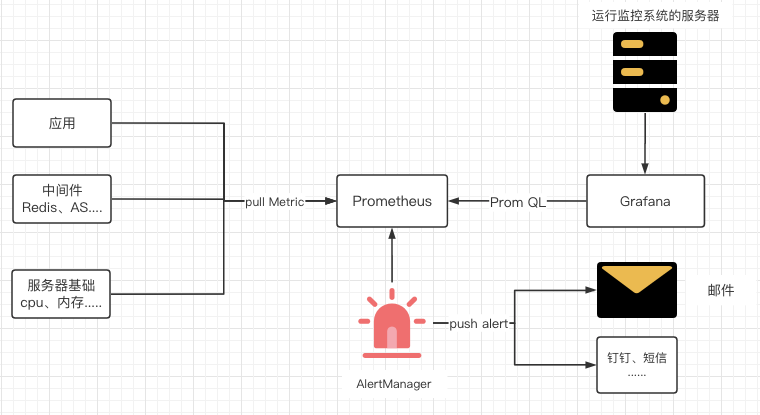 运行监控系统的服务器
应用
中间件
Redis、AS....
服务器基础
cpu、内存.....
pull Metric
Prometheus
Prom QL
Grafana
AlertManager
push alert
邮件
钉钉、短信
......